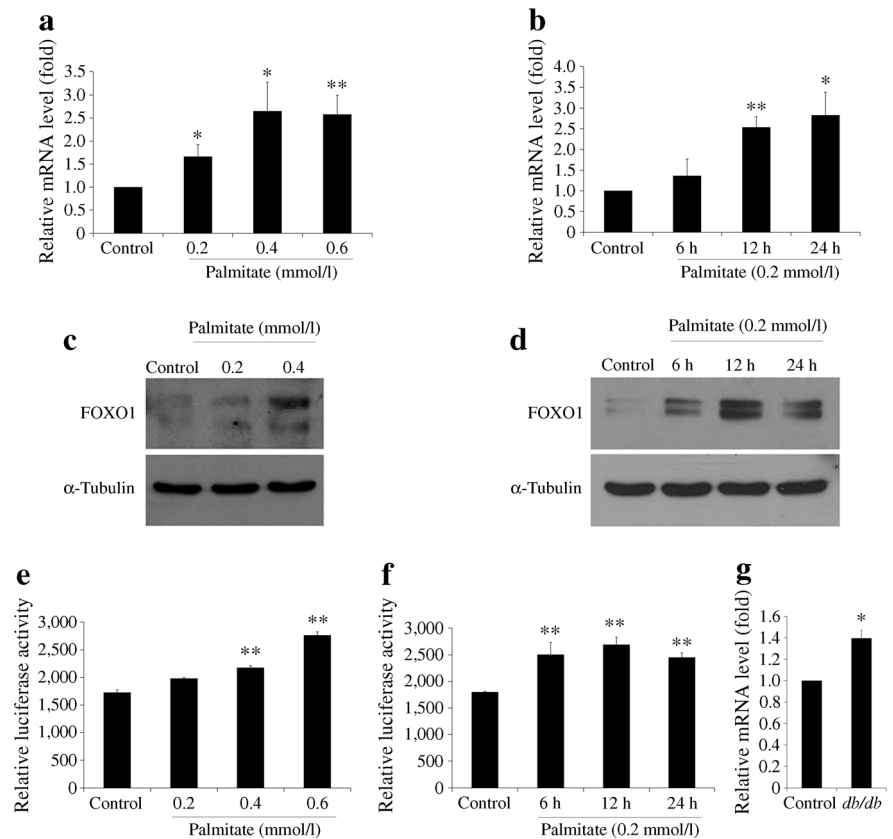 a
Relative mRNA level (fold)
3.5
3.0
2.5
2.0
1.5
1.0
0.5
0
*
*
**
Control 0.2 0.4 0.6
Palmitate (mmol/l)
b
Relative mRNA level (fold)
4.0
3.5
3.0
2.5
2.0
1.5
1.0
0.5
0
**
*
Control 6 h 12 h 24 h
Palmitate (0.2 mmol/l)
c
Palmitate (mmol/l)
Control 0.2 0.4
FOXO1
α-Tubulin
d
Palmitate (0.2 mmol/l)
Control 6 h 12 h 24 h
FOXO1
α-Tubulin
e
Relative luciferase activity
3,000
2,500
2,000
1,500
1,000
500
0
**
**
Control 0.2 0.4 0.6
Palmitate (mmol/l)
f
Relative luciferase activity
3,000
2,500
2,000
1,500
1,000
500
0
**
**
**
Control 6 h 12 h 24 h
Palmitate (0.2 mmol/l)
g
Relative mRNA level (fold)
1.6
1.4
1.2
1.0
0.8
0.6
0.4
0.2
0
*
Control db/db